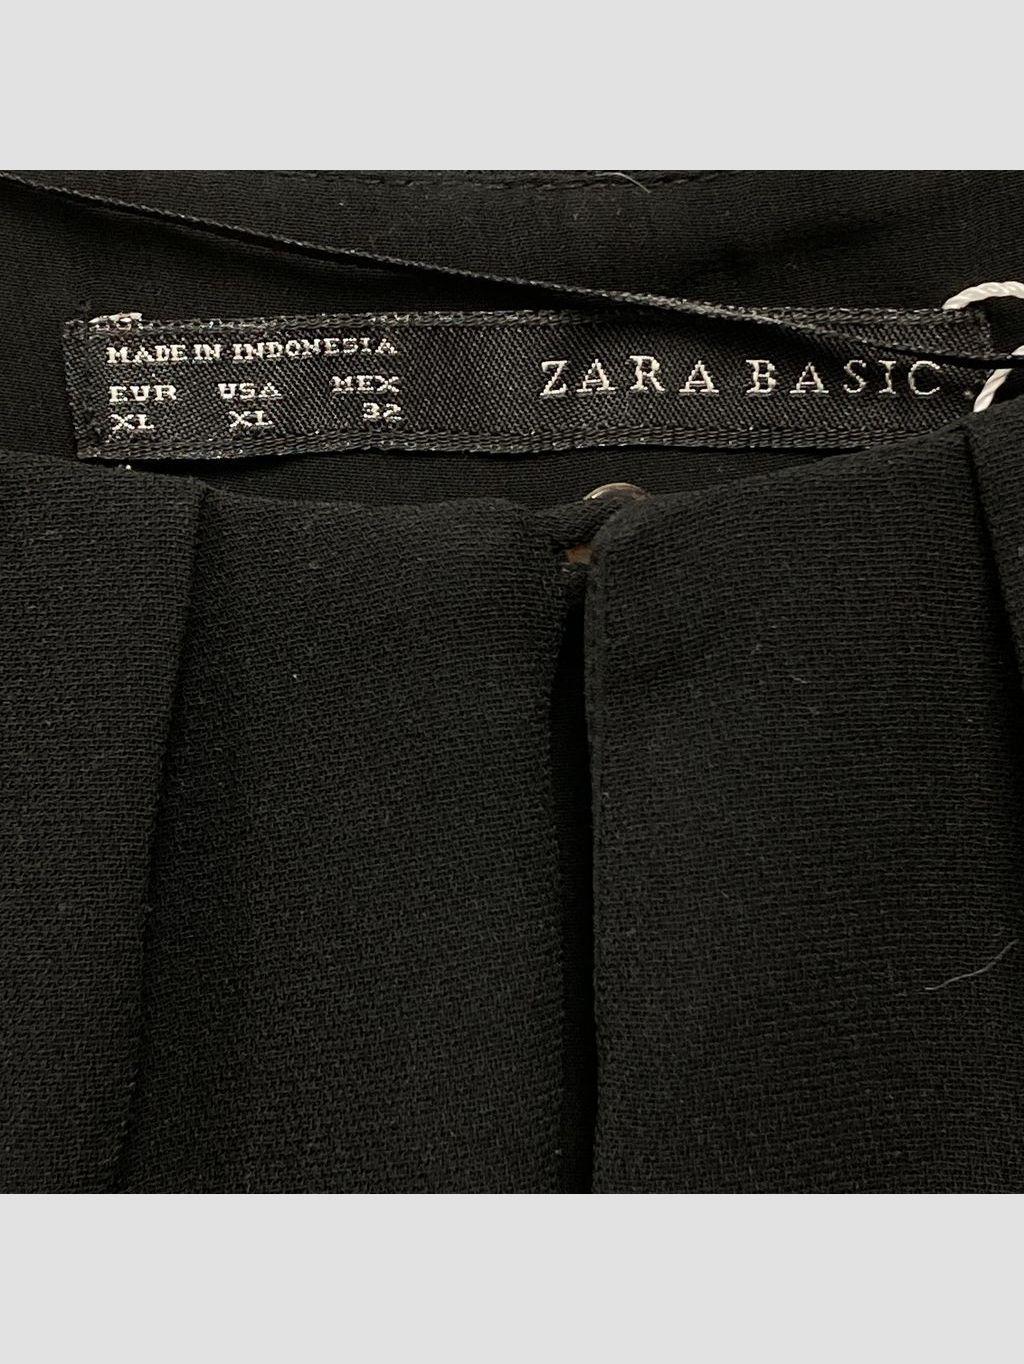 MADE IN INDONESIA
EUR USA MEX
XL XL 32
ZARA BASIC